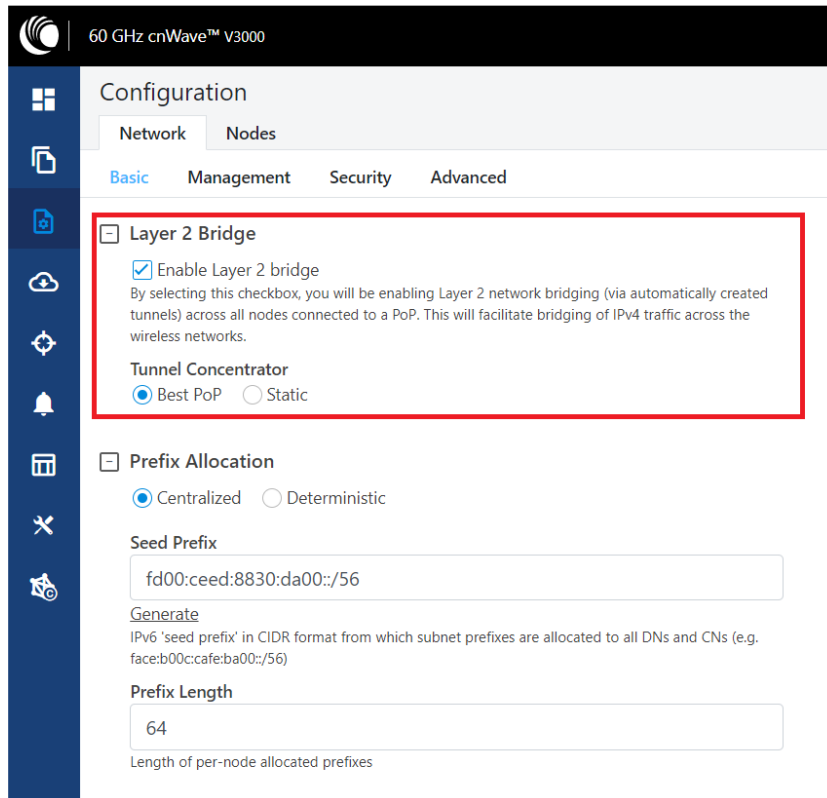 60 GHz cnWave™ V3000
Configuration
Network Nodes
Basic Management Security Advanced
Layer 2 Bridge
Enable Layer 2 bridge
By selecting this checkbox, you will be enabling Layer 2 network bridging (via automatically created
tunnels) across all nodes connected to a PoP. This will facilitate bridging of IPv4 traffic across the
wireless networks.
Tunnel Concentrator
Best PoP Static
Prefix Allocation
Centralized Deterministic
Seed Prefix
fd00:ceed:8830:da00::/56
Generate
IPv6 'seed prefix' in CIDR format from which subnet prefixes are allocated to all DNs and CNs (e.g.
face:b00c:cafe:ba00::/56)
Prefix Length
64
Length of per-node allocated prefixes